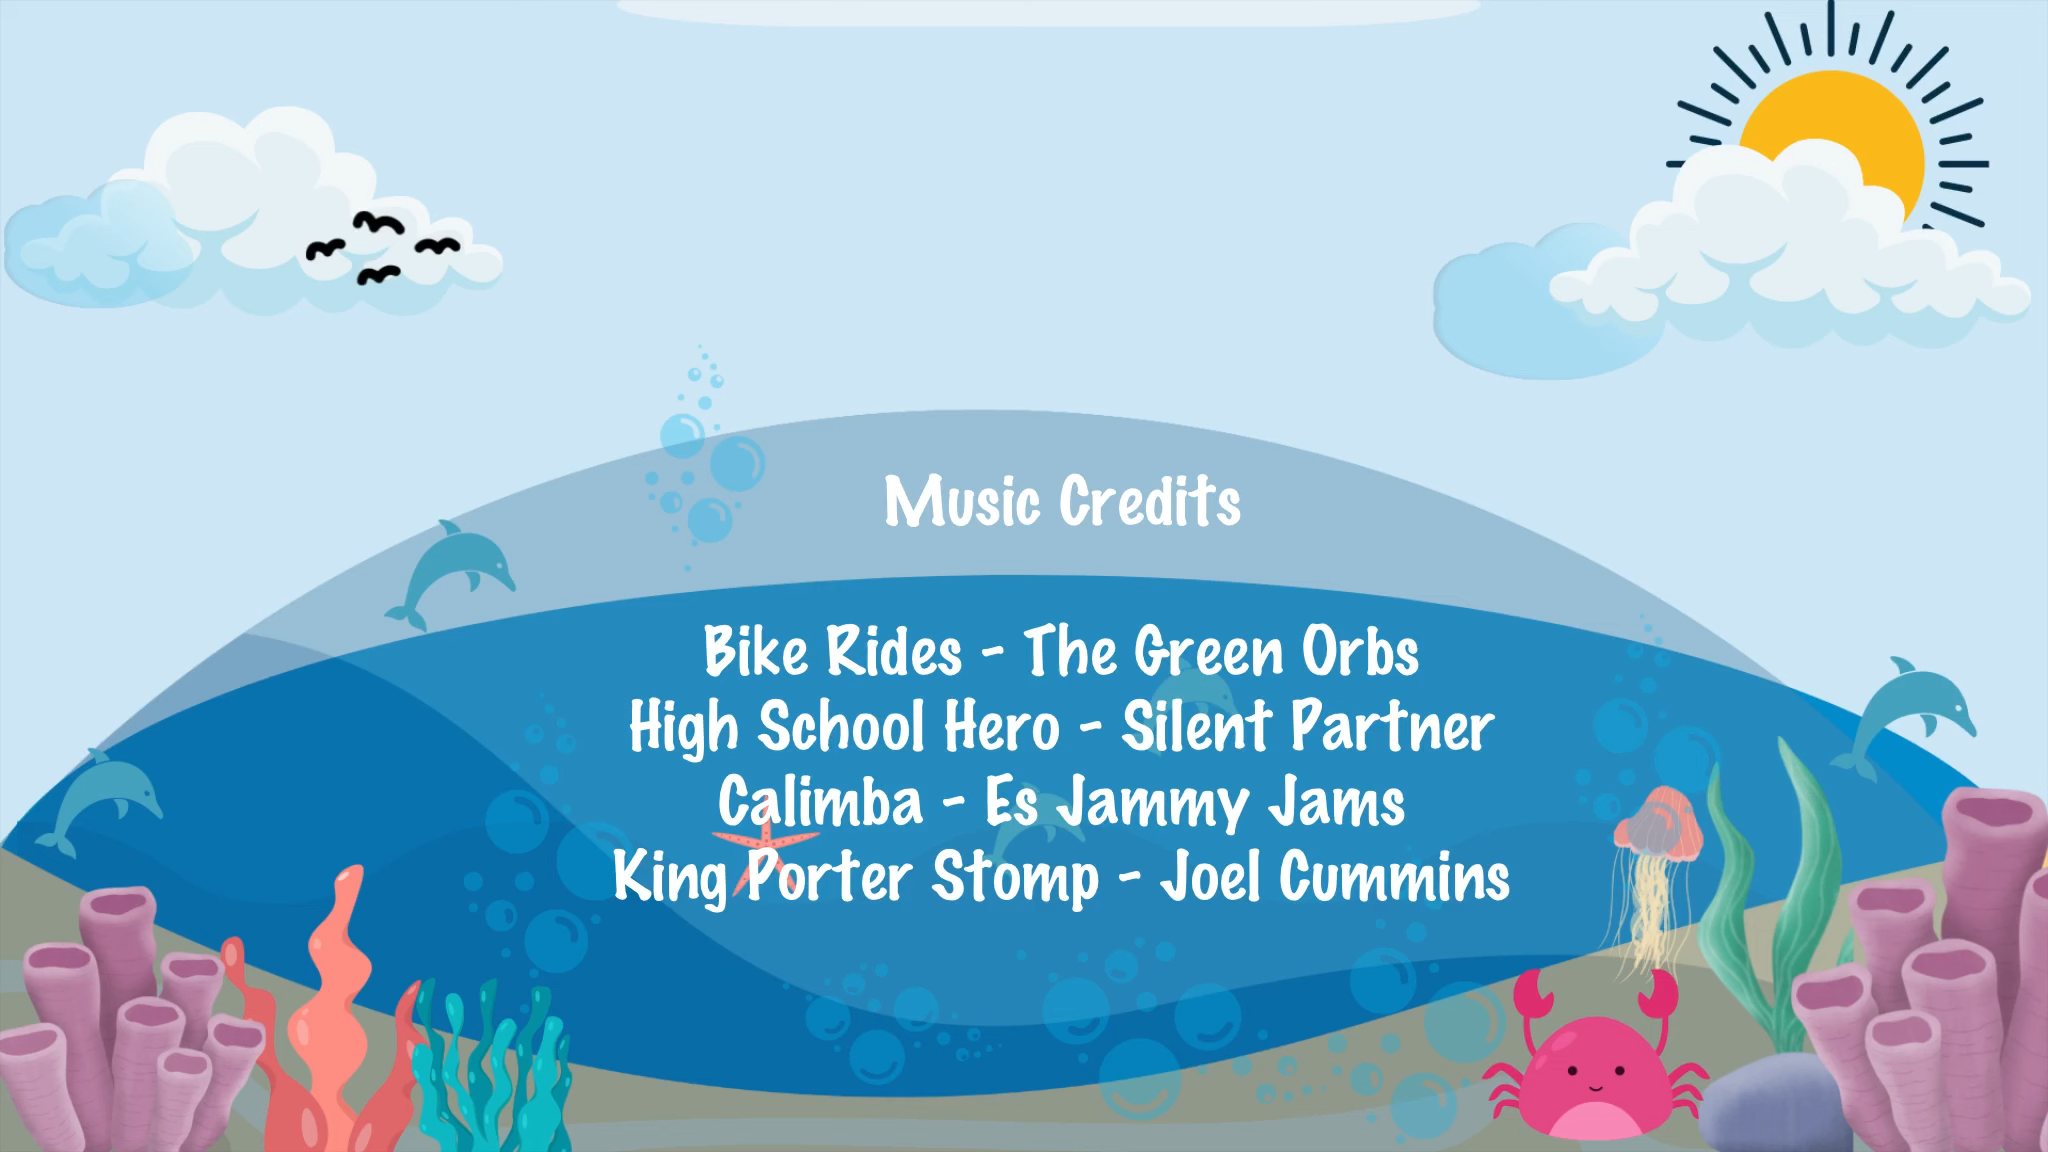 Music Credits
Bike Rides - The Green Orbs
High School Hero - Silent Partner
Calimba - Es Jammy Jams
King Porter Stomp - Joel Cummins